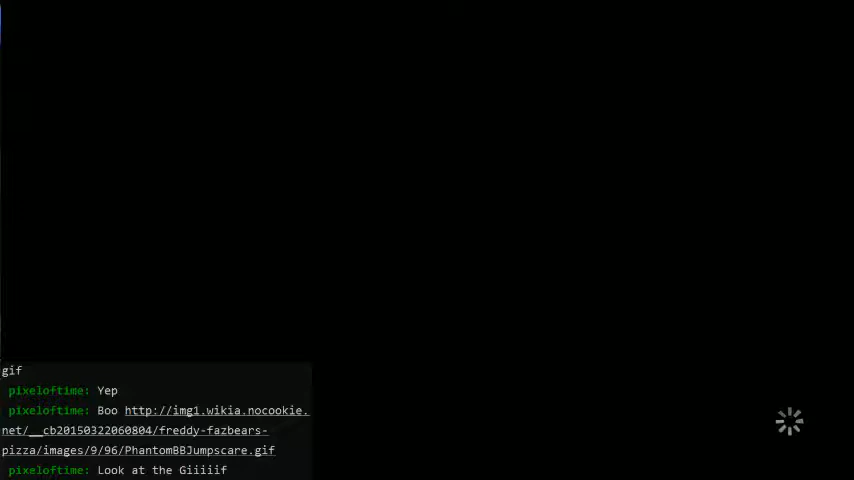 gif
pixeloftime: Yep
pixeloftime: Boo http://img1.wikia.nocookie.
net/__cb20150322060804/freddy-fazbears-
pizza/images/9/96/PhantomBBJumpscare.gif
pixeloftime: Look at the Giiiiif